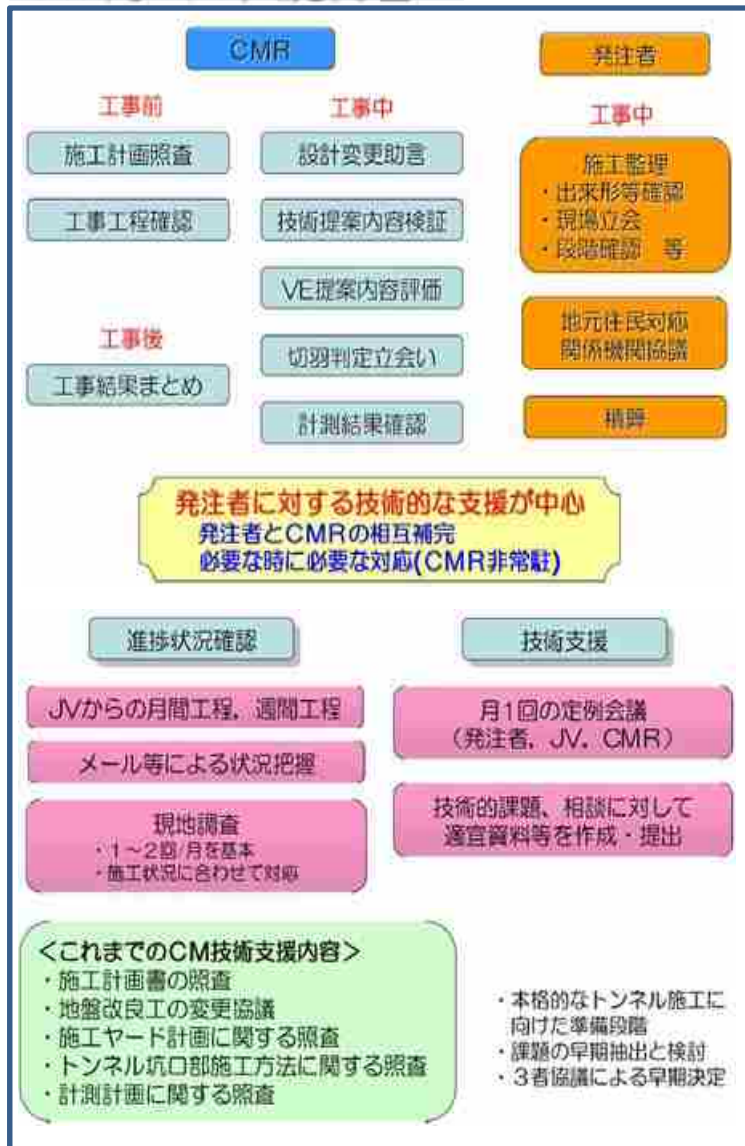 CMR
発注者
工事前
工事中
工事中
施工計画照査
設計変更助言
施工監理
・出来形等確認
・現場立会
・段階確認　等
工事工程確認
技術提案内容検証
VE提案内容評価
工事後
地元住民対応
関係機関協議
切羽判定立会い
工事結果まとめ
計測結果確認
積算
発注者に対する技術的な支援が中心
発注者とCMRの相互補完
必要な時に必要な対応(CMR非常駐)
進捗状況確認
技術支援
JVからの月間工程，週間工程
メール等による状況把握
現地調査
・１～２回/月を基本
・施工状況に合わせて対応
月1回の定例会議
（発注者，JV，CMR）
技術的課題、相談に対して
適宜資料等を作成・提出
＜これまでのCM技術支援内容＞
・施工計画書の照査
・地盤改良工の変更協議
・施工ヤード計画に関する照査
・トンネル坑口部施工方法に関する照査
・計測計画に関する照査
・本格的なトンネル施工に
向けた準備段階
・課題の早期抽出と検討
・３者協議による早期決定